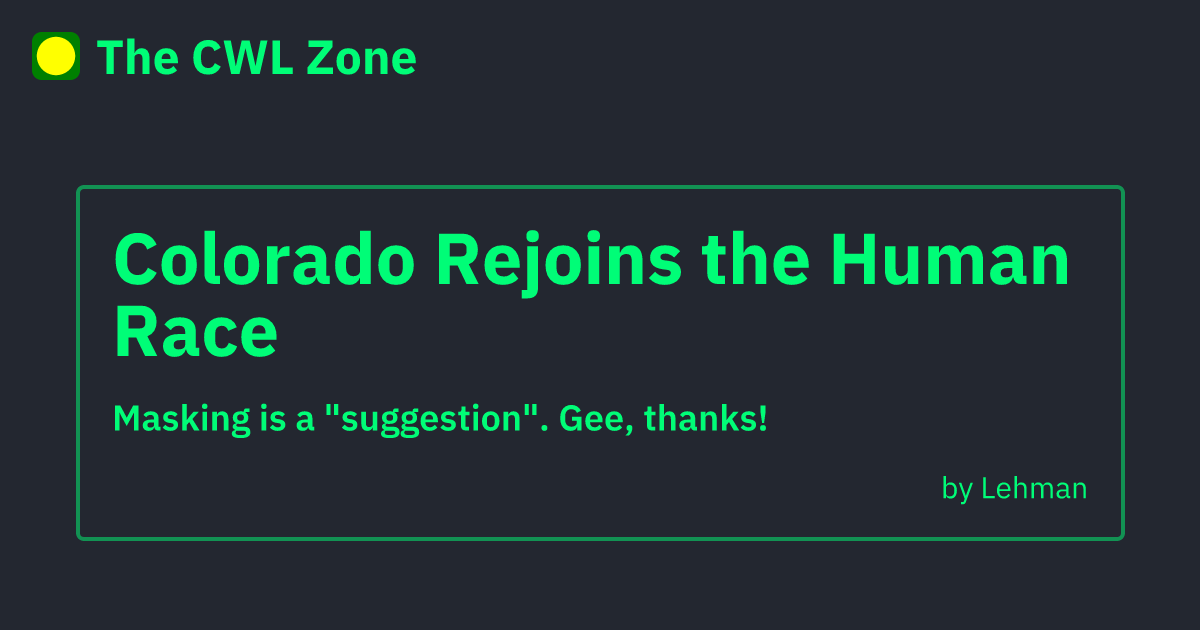 The CWL Zone
Colorado Rejoins the Human
Race
Masking is a "suggestion". Gee, thanks!
by Lehman